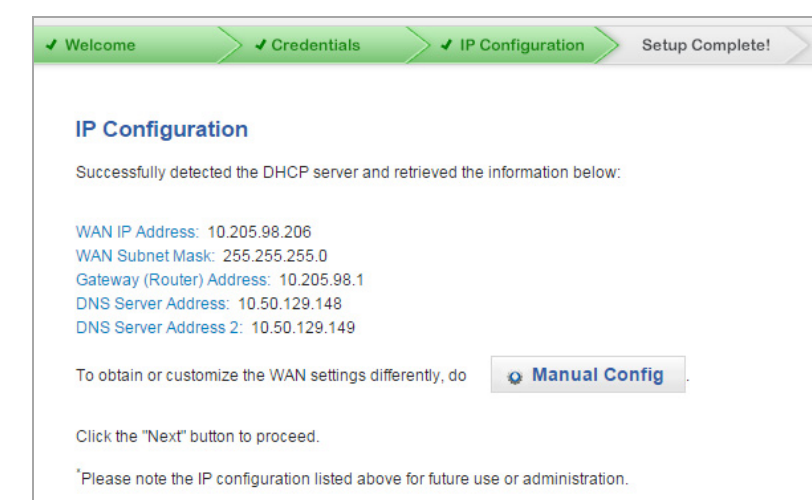 ✔ Welcome ✔ Credentials ✔ IP Configuration Setup Complete!
IP Configuration
Successfully detected the DHCP server and retrieved the information below:
WAN IP Address: 10.205.98.206
WAN Subnet Mask: 255.255.255.0
Gateway (Router) Address: 10.205.98.1
DNS Server Address: 10.50.129.148
DNS Server Address 2: 10.50.129.149
To obtain or customize the WAN settings differently, do Manual Config .
Click the "Next" button to proceed.
*Please note the IP configuration listed above for future use or administration.